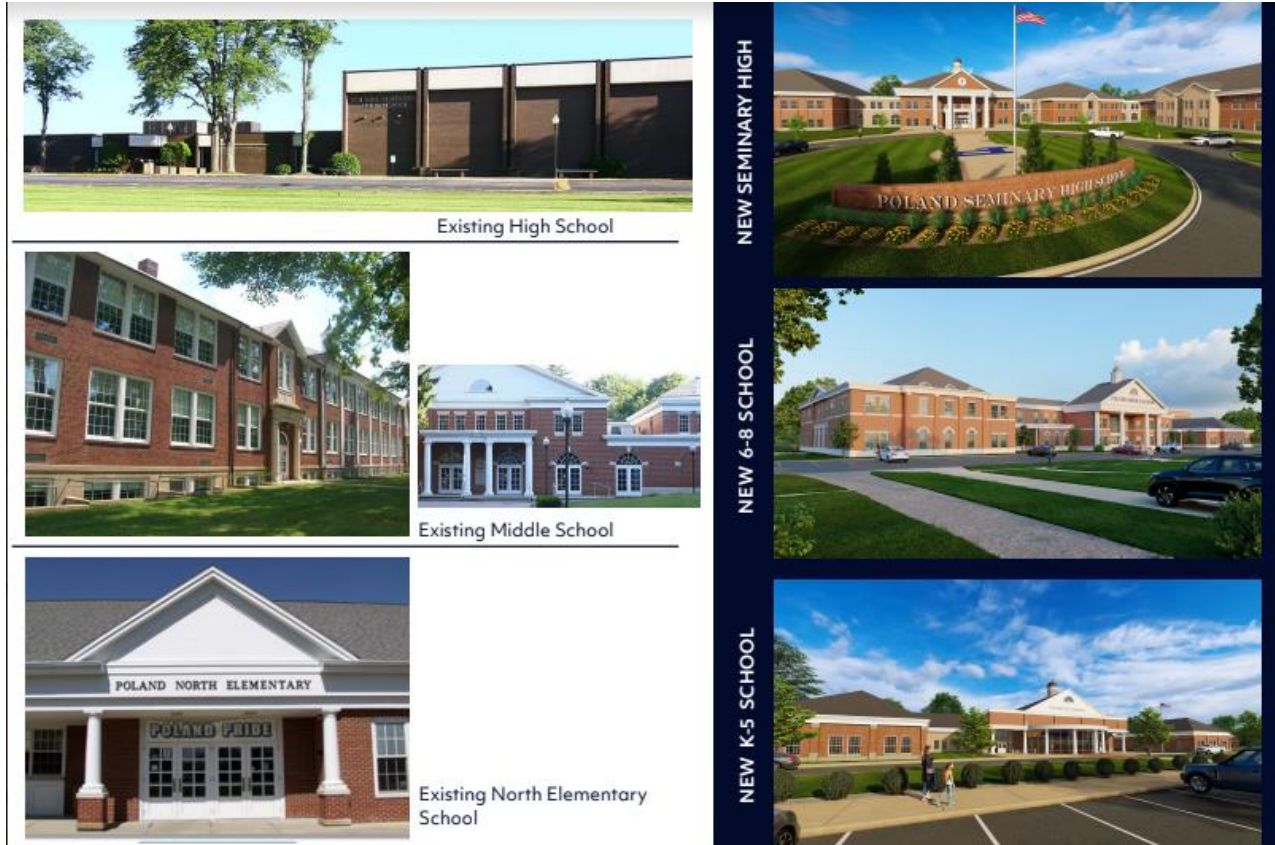 Existing High School
Existing Middle School
POLAND NORTH ELEMENTARY
POLAND PRIDE
Existing North Elementary
School
NEW SEMINARY HIGH
POLAND SEMINARY HIGH SCHOOL
NEW 6-8 SCHOOL
NEW K-5 SCHOOL